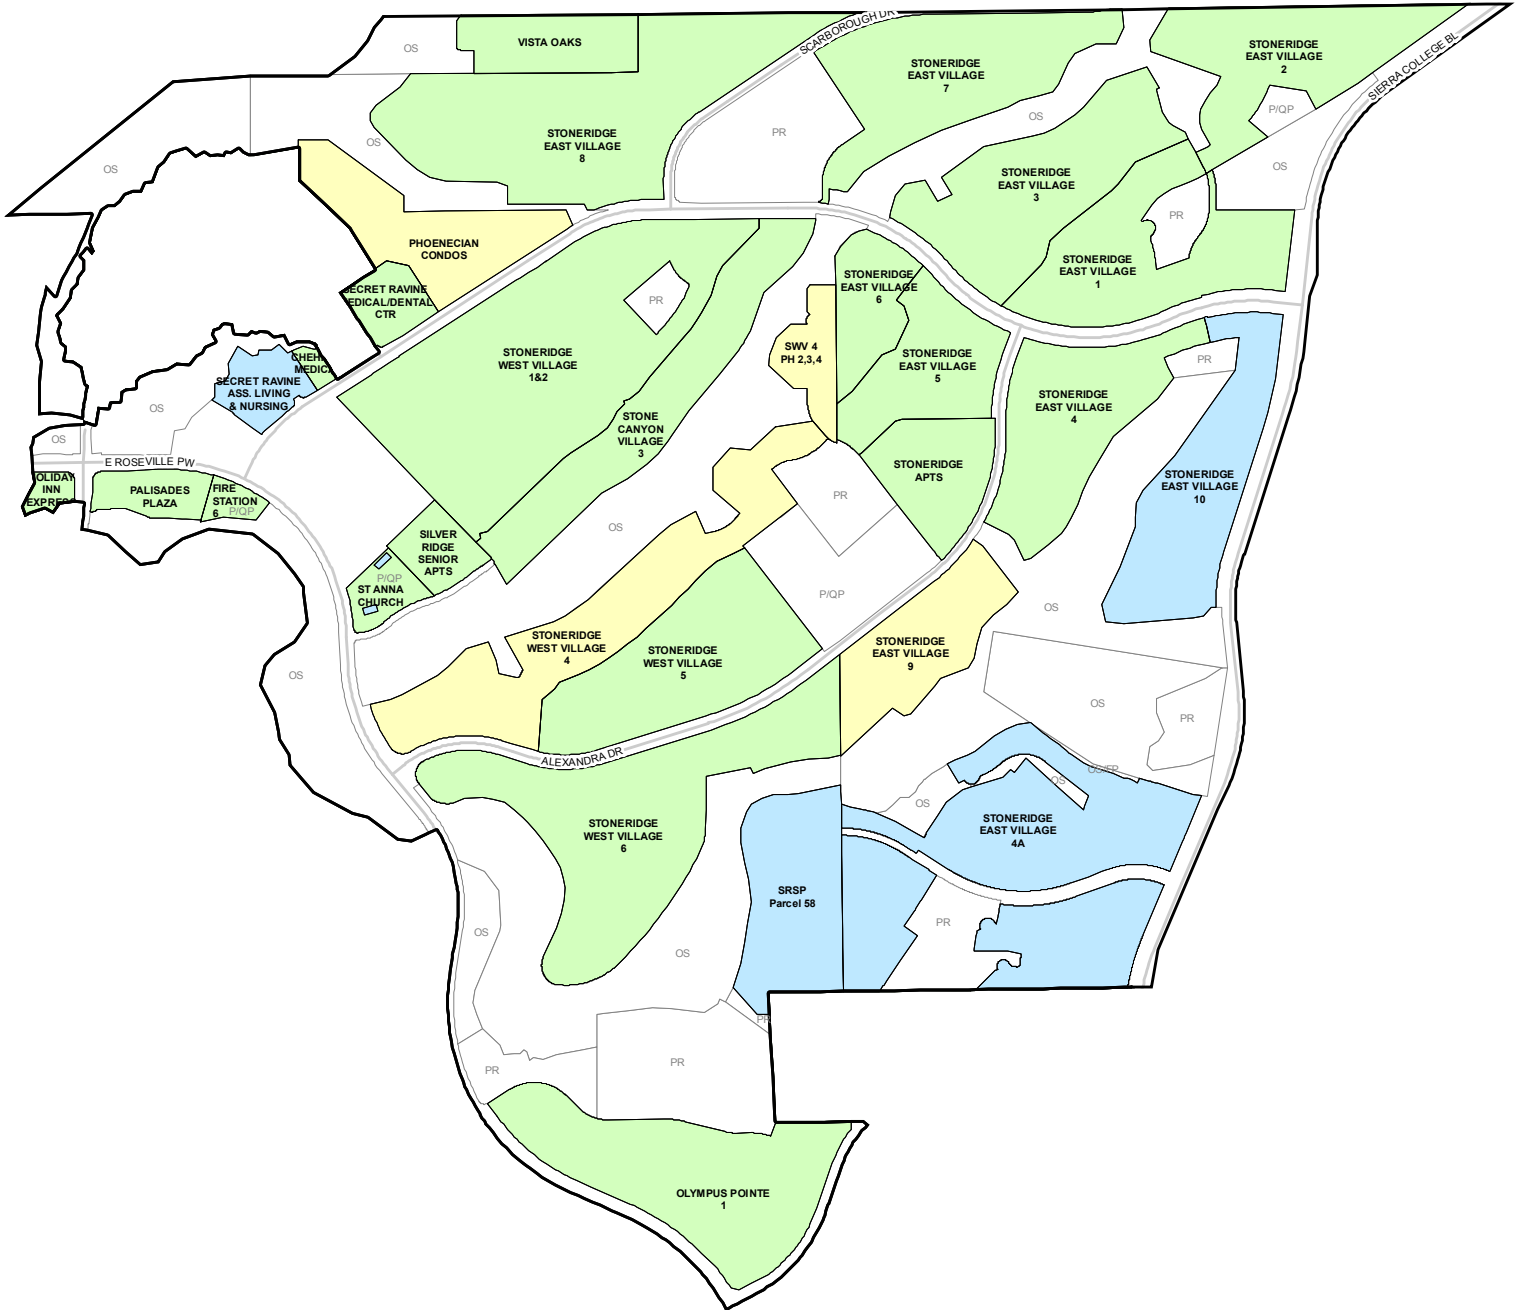 SCARBOROUGH DR
OS
VISTA OAKS
STONERIDGE
EAST VILLAGE
7
STONERIDGE
EAST VILLAGE
2
SIERRA COLLEGE BL
P/QP
OS
PR
OS
STONERIDGE
EAST VILLAGE
8
OS
OS
STONERIDGE
EAST VILLAGE
3
OS
PR
PHOENECIAN
CONDOS
STONERIDGE
EAST VILLAGE
1
STONERIDGE
EAST VILLAGE
6
SECRET RAVINE
MEDICAL/DENTAL
CTR
PR
SWV 4
PH 2,3,4
STONERIDGE
WEST VILLAGE
1&2
STONERIDGE
EAST VILLAGE
5
PR
SECRET RAVINE
ASS. LIVING
& NURSING
OS
STONERIDGE
EAST VILLAGE
4
STONE
CANYON
VILLAGE
3
OS
E ROSEVILLE PW
STONERIDGE
APTS
STONERIDGE
EAST VILLAGE
10
INN
PALISADES
PLAZA
FIRE
STATION
6
P/QP
PR
OS
SILVER
RIDGE
SENIOR
APTS
P/QP
ST ANNA
CHURCH
P/QP
OS
STONERIDGE
WEST VILLAGE
4
STONERIDGE
WEST VILLAGE
5
STONERIDGE
EAST VILLAGE
9
OS
OS
PR
ALEXANDRA DR
OS
OS
STONERIDGE
EAST VILLAGE
4A
STONERIDGE
WEST VILLAGE
6
SRSP
Parcel 58
PR
OS
OS
PR
PR
OLYMPUS POINTE
1